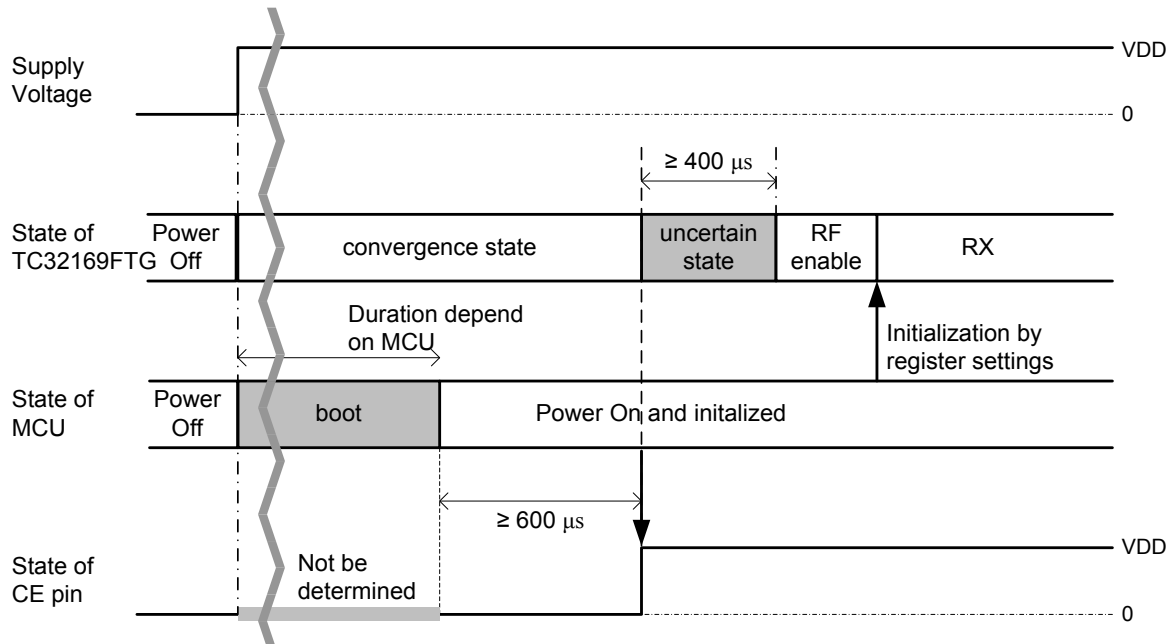 VDD
Supply
Voltage
0
≥ 400 μs
State of
TC32169FTG
Power
Off
convergence state
uncertain
state
RF
enable
RX
Duration depend
on MCU
Initialization by
register settings
State of
MCU
Power
Off
boot
Power On and initalized
≥ 600 μs
VDD
State of
CE pin
Not be
determined
0